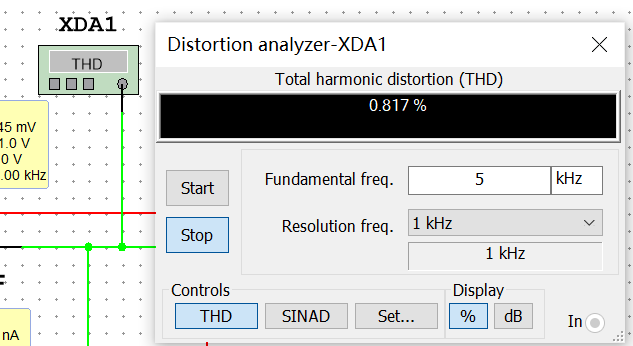 XDA1
THD
45 mV
1.0 V
0 V
.00 kHz
nA
Distortion analyzer-XDA1
Total harmonic distortion (THD)
0.817 %
Start
Fundamental freq.
5
kHz
Stop
Resolution freq.
1 kHz
1 kHz
Controls
Display
THD
SINAD
Set...
%
dB
In